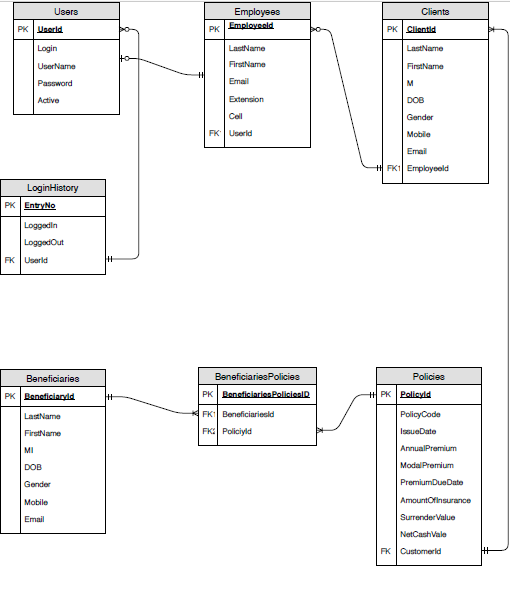 Users
PK UserId
Login
UserName
Password
Active
Employees
PK EmployeeId
LastName
FirstName
Email
Extension
Cell
FK1 UserId
Clients
PK ClientId
LastName
FirstName
M
DOB
Gender
Mobile
Email
FK1 EmployeeId
LoginHistory
PK EntryNo
LoggedIn
LoggedOut
FK UserId
Beneficiaries
PK BeneficiaryId
LastName
FirstName
MI
DOB
Gender
Mobile
Email
BeneficiariesPolicies
PK BeneficiariesPoliciesID
FK1 BeneficiariesId
FK2 PolicyId
Policies
PK PolicyId
PolicyCode
IssueDate
AnnualPremium
ModalPremium
PremiumDueDate
AmountOfInsurance
SurrenderValue
NetCashVale
FK CustomerId